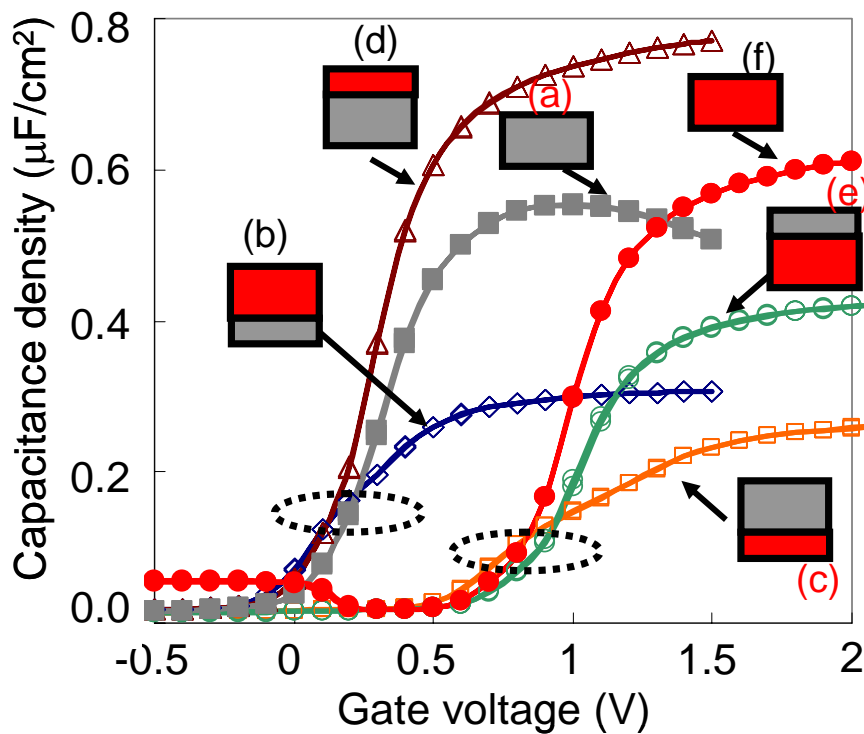 0.8
0.6
0.4
0.2
0.0
-0.5
0
0.5
1
1.5
2
Capacitance density (µF/cm²)
Gate voltage (V)
(d)
(a)
(f)
(e)
(b)
(c)